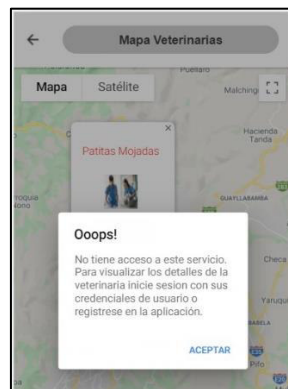 Mapa Veterinarias
Puellaro
Mapa
Satélite
Malching
Hacienda
Tanda
Patitas Mojadas
GUAYLLABAMBA
Ooops!
No tiene acceso a este servicio.
Para visualizar los detalles de la
veterinaria inicie sesion con sus
credenciales de usuario o
registrese en la aplicación.
Checa
Yaruqu
ACEPTAR
Pifo